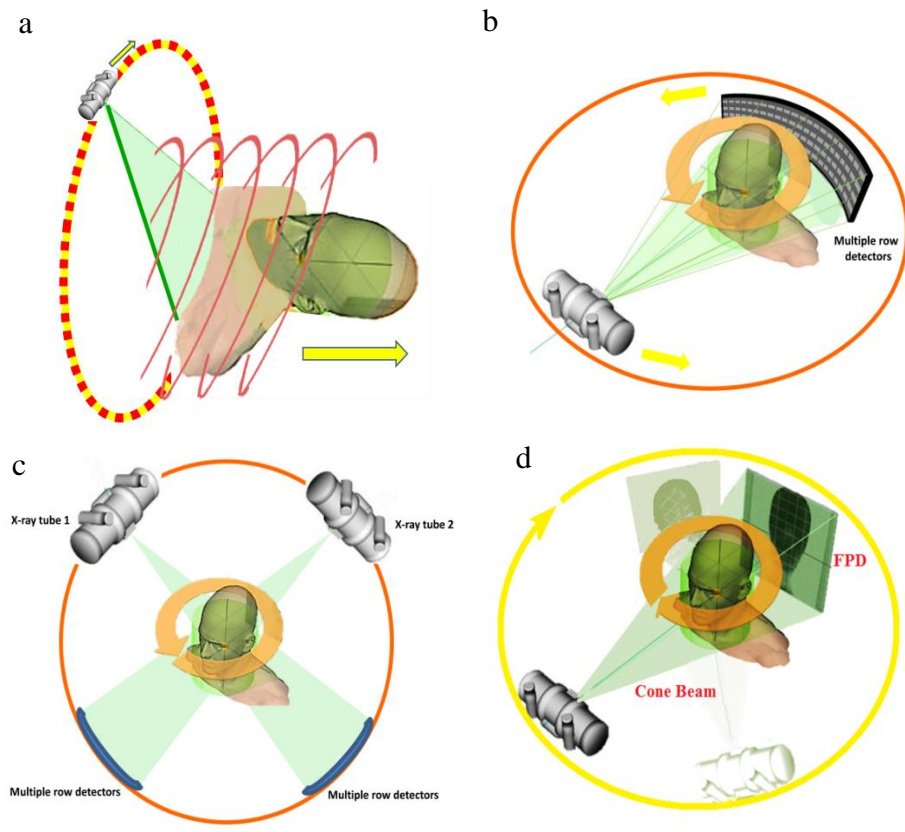 a
b
Multiple row
detectors
c
X-ray tube 1
X-ray tube 2
Multiple row detectors
Multiple row detectors
d
FPD
Cone Beam